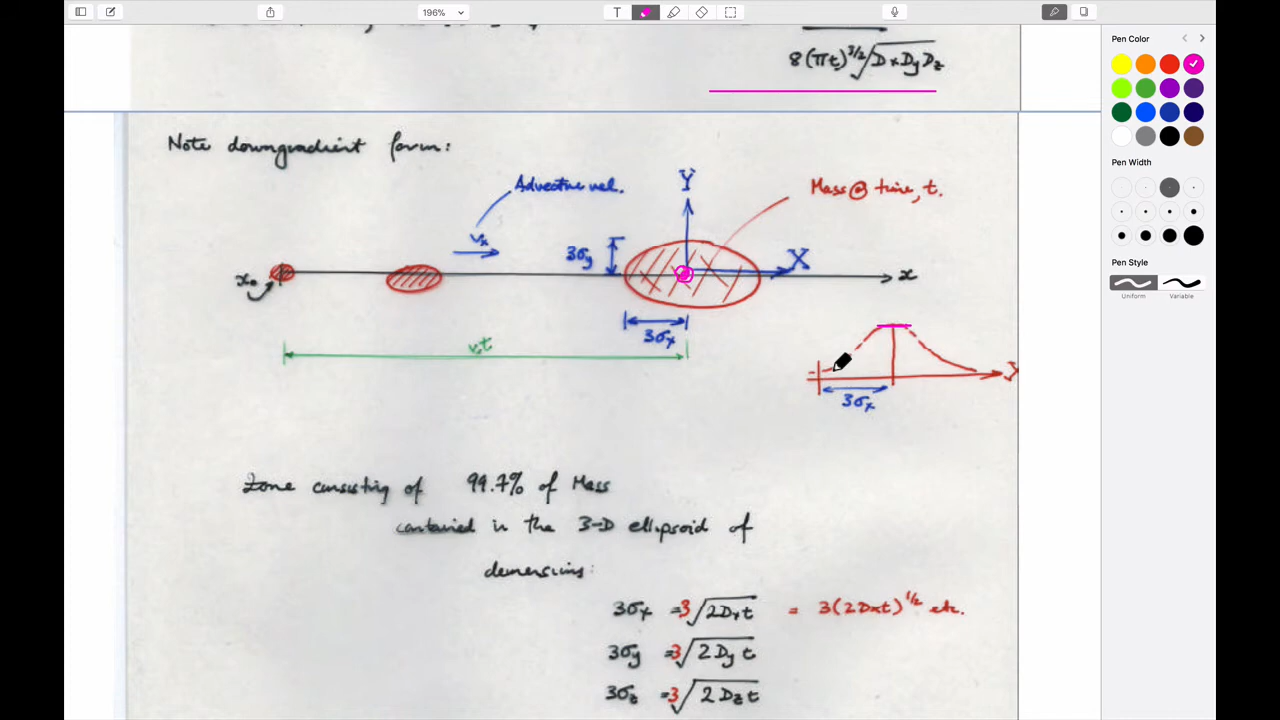 196%
T
Pen Color
8(πt)^3/2 √DxDyDz
Pen Width
Note downgradient form:
Advective vel.
Y
Mass @ time, t.
vx
3σy
X
x₀
x
3σx
Pen Style
Uniform Variable
vt
3σx
Zone consisting of 99.7% of Mass
contained in the 3-D ellipsoid of
dimensions:
3σx = 3√2Dxt = 3(2Dxt)^1/2 etc.
3σy = 3√2Dyt
3σz = 3√2Dzt